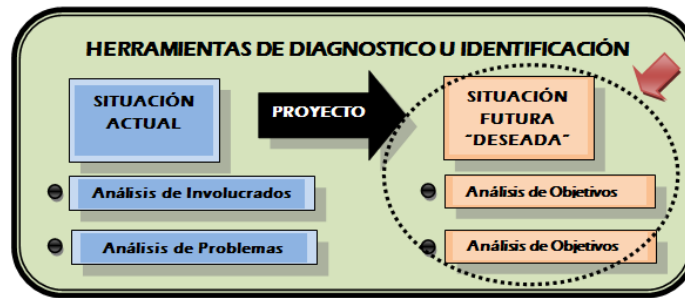 HERRAMIENTAS DE DIAGNOSTICO U IDENTIFICACIÓN
SITUACIÓN
ACTUAL
PROYECTO
SITUACIÓN
FUTURA
"DESEADA"
Análisis de Involucrados
Análisis de Objetivos
Análisis de Problemas
Análisis de Objetivos